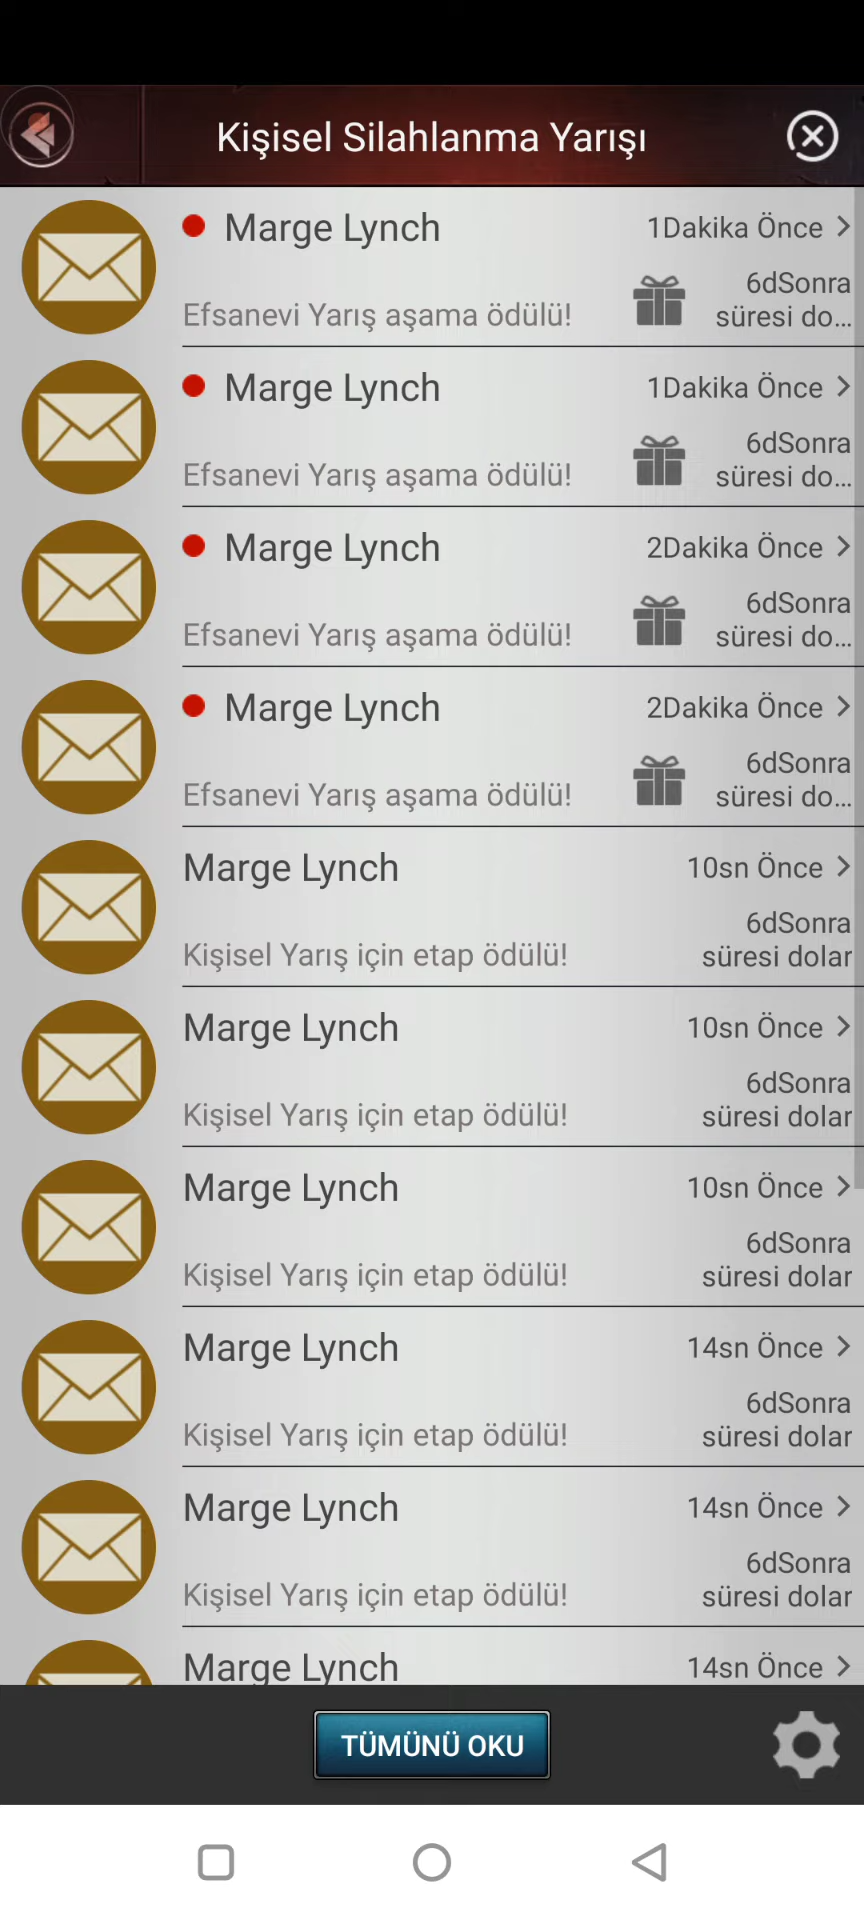 Kişisel Silahlanma Yarışı
Marge Lynch 1Dakika Önce
Efsanevi Yarış aşama ödülü! 6dSonra
süresi do...
Marge Lynch 1Dakika Önce
Efsanevi Yarış aşama ödülü! 6dSonra
süresi do...
Marge Lynch 2Dakika Önce
Efsanevi Yarış aşama ödülü! 6dSonra
süresi do...
Marge Lynch 2Dakika Önce
Efsanevi Yarış aşama ödülü! 6dSonra
süresi do...
Marge Lynch 10sn Önce
Kişisel Yarış için etap ödülü! 6dSonra
süresi dolar
Marge Lynch 10sn Önce
Kişisel Yarış için etap ödülü! 6dSonra
süresi dolar
Marge Lynch 10sn Önce
Kişisel Yarış için etap ödülü! 6dSonra
süresi dolar
Marge Lynch 14sn Önce
Kişisel Yarış için etap ödülü! 6dSonra
süresi dolar
Marge Lynch 14sn Önce
Kişisel Yarış için etap ödülü! 6dSonra
süresi dolar
Marge Lynch 14sn Önce
TÜMÜNÜ OKU